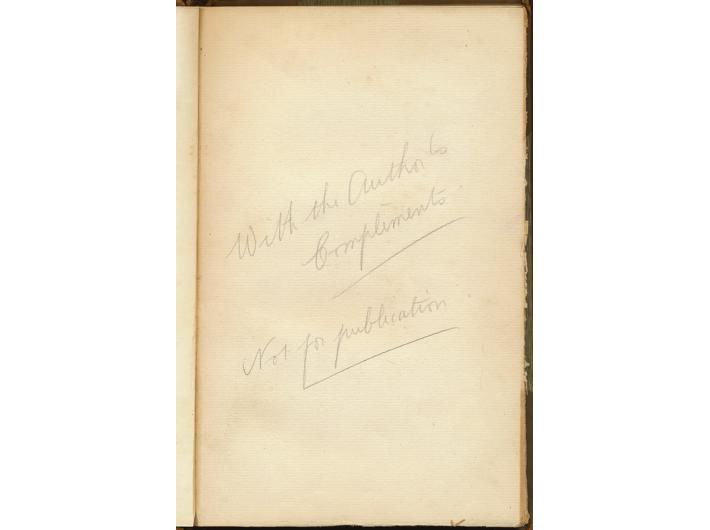 With the Author's
Compliments
Not for publication